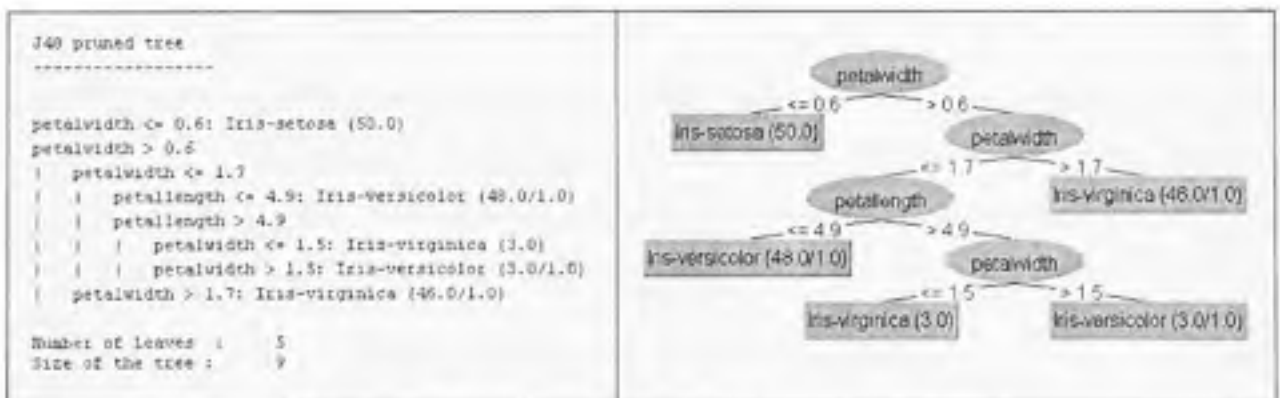 J48 pruned tree
------------------
petalwidth <= 0.6: Iris-setosa (50.0)
petalwidth > 0.6
|   petalwidth <= 1.7
|   |   petallength <= 4.9: Iris-versicolor (48.0/1.0)
|   |   petallength > 4.9
|   |   |   petalwidth <= 1.5: Iris-virginica (3.0)
|   |   |   petalwidth > 1.5: Iris-versicolor (3.0/1.0)
|   petalwidth > 1.7: Iris-virginica (46.0/1.0)
Number of Leaves  :     5
Size of the tree :      9
petalwidth
<= 0.6 > 0.6
Iris-setosa (50.0)
petalwidth
<= 1.7 > 1.7
petallength
Iris-virginica (46.0/1.0)
<= 4.9 > 4.9
Iris-versicolor (48.0/1.0)
petalwidth
<= 1.5 > 1.5
Iris-virginica (3.0)
Iris-versicolor (3.0/1.0)